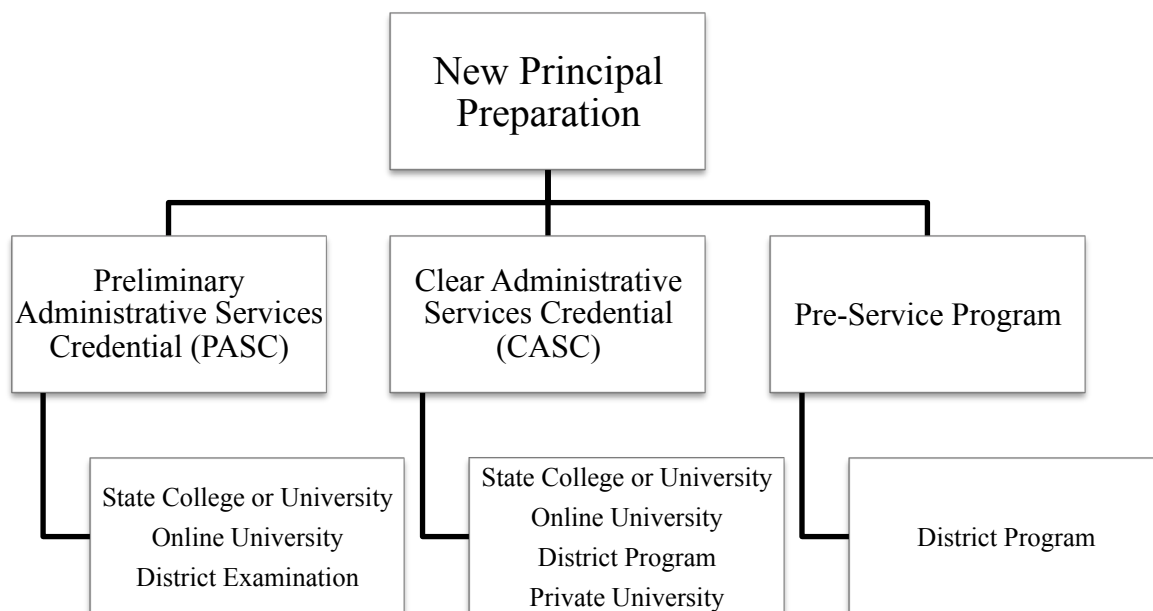 New Principal
Preparation
Preliminary
Administrative Services
Credential (PASC)
Clear Administrative
Services Credential
(CASC)
Pre-Service Program
State College or University
Online University
District Examination
State College or University
Online University
District Program
Private University
District Program